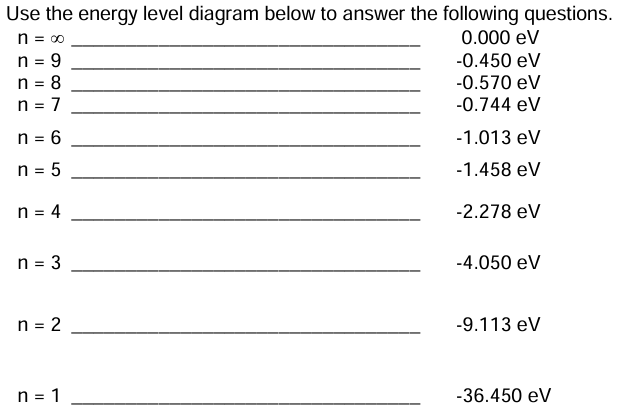 Use the energy level diagram below to answer the following questions.
n = ∞ 0.000 eV
n = 9 -0.450 eV
n = 8 -0.570 eV
n = 7 -0.744 eV
n = 6 -1.013 eV
n = 5 -1.458 eV
n = 4 -2.278 eV
n = 3 -4.050 eV
n = 2 -9.113 eV
n = 1 -36.450 eV